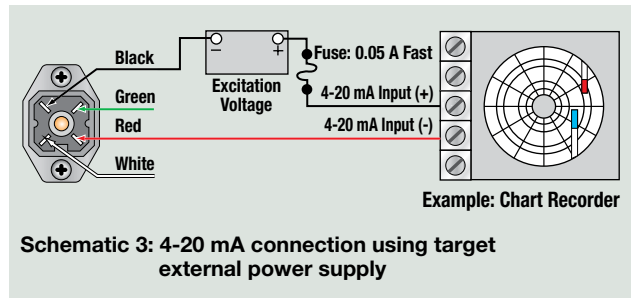 Black
Green
Red
White
−
+
Excitation
Voltage
Fuse: 0.05 A Fast
4-20 mA Input (+)
4-20 mA Input (-)
Example: Chart Recorder
Schematic 3: 4-20 mA connection using target
external power supply